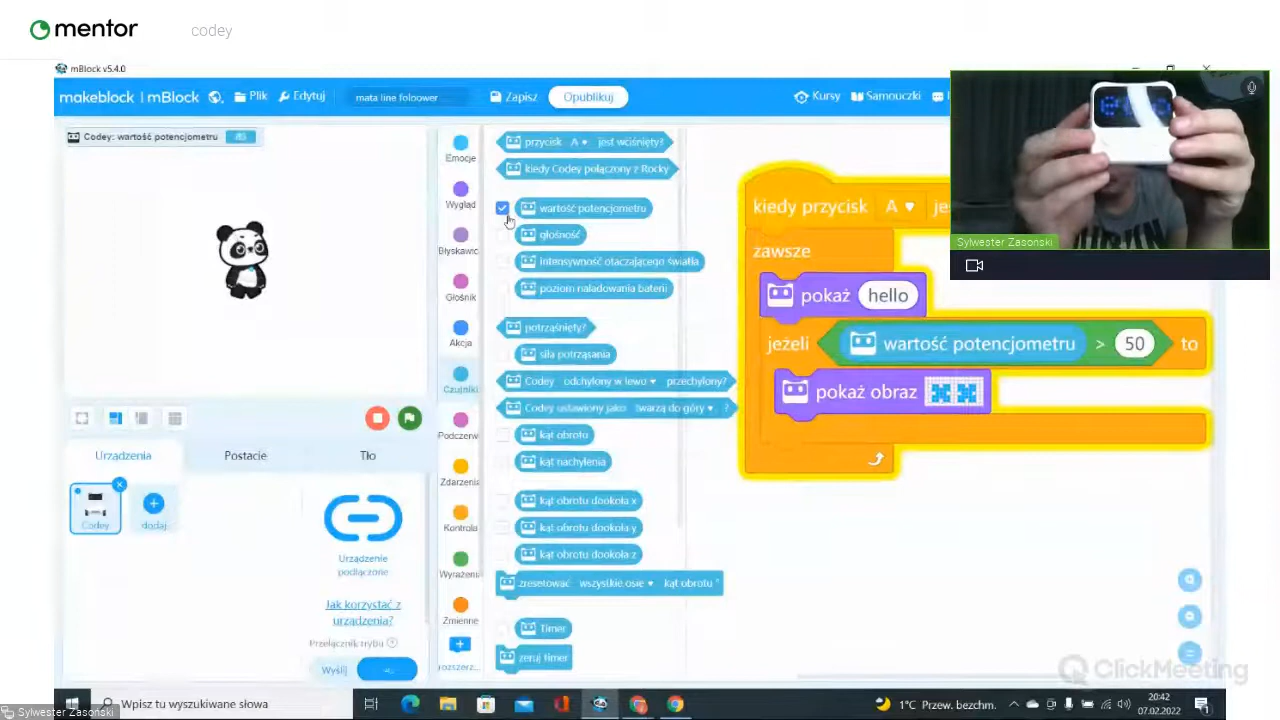 mentor codey
mBlock v5.4.0
makeblock | mBlock Plik Edytuj mata line foloower Zapisz Opublikuj Kursy Samouczki
Codey: wartość potencjometru
Emocje
Wygląd
Błyskawic
Głośnik
Akcja
Czujniki
Podczerw
Zdarzenia
Kontrola
Wyrażenia
Zmienne
rozszerz...
przycisk A ▾ jest wciśnięty?
kiedy Codey połączony z Rocky
wartość potencjometru
głośność
intensywność otaczającego światła
poziom naładowania baterii
potrząśnięty?
siła potrząsania
Codey odchylony w lewo ▾ przechylony?
Codey ustawiony jako twarzą do góry ▾ ?
kąt obrotu
kąt nachylenia
kąt obrotu dookoła x
kąt obrotu dookoła y
kąt obrotu dookoła z
zresetować wszystkie osie ▾ kąt obrotu °
Timer
zeruj timer
kiedy przycisk A ▾ je
zawsze
pokaż hello
jeżeli wartość potencjometru > 50 to
pokaż obraz
Sylwester Zasonski
Urządzenia Postacie Tło
Codey
dodaj
Urządzenie
podłączone
Jak korzystać z
urządzenia?
Przełącznik trybu
Wyślij
ClickMeeting
Wpisz tu wyszukiwane słowa
1°C Przew. bezchm.
20:42
07.02.2022
1
Sylwester Zasonski